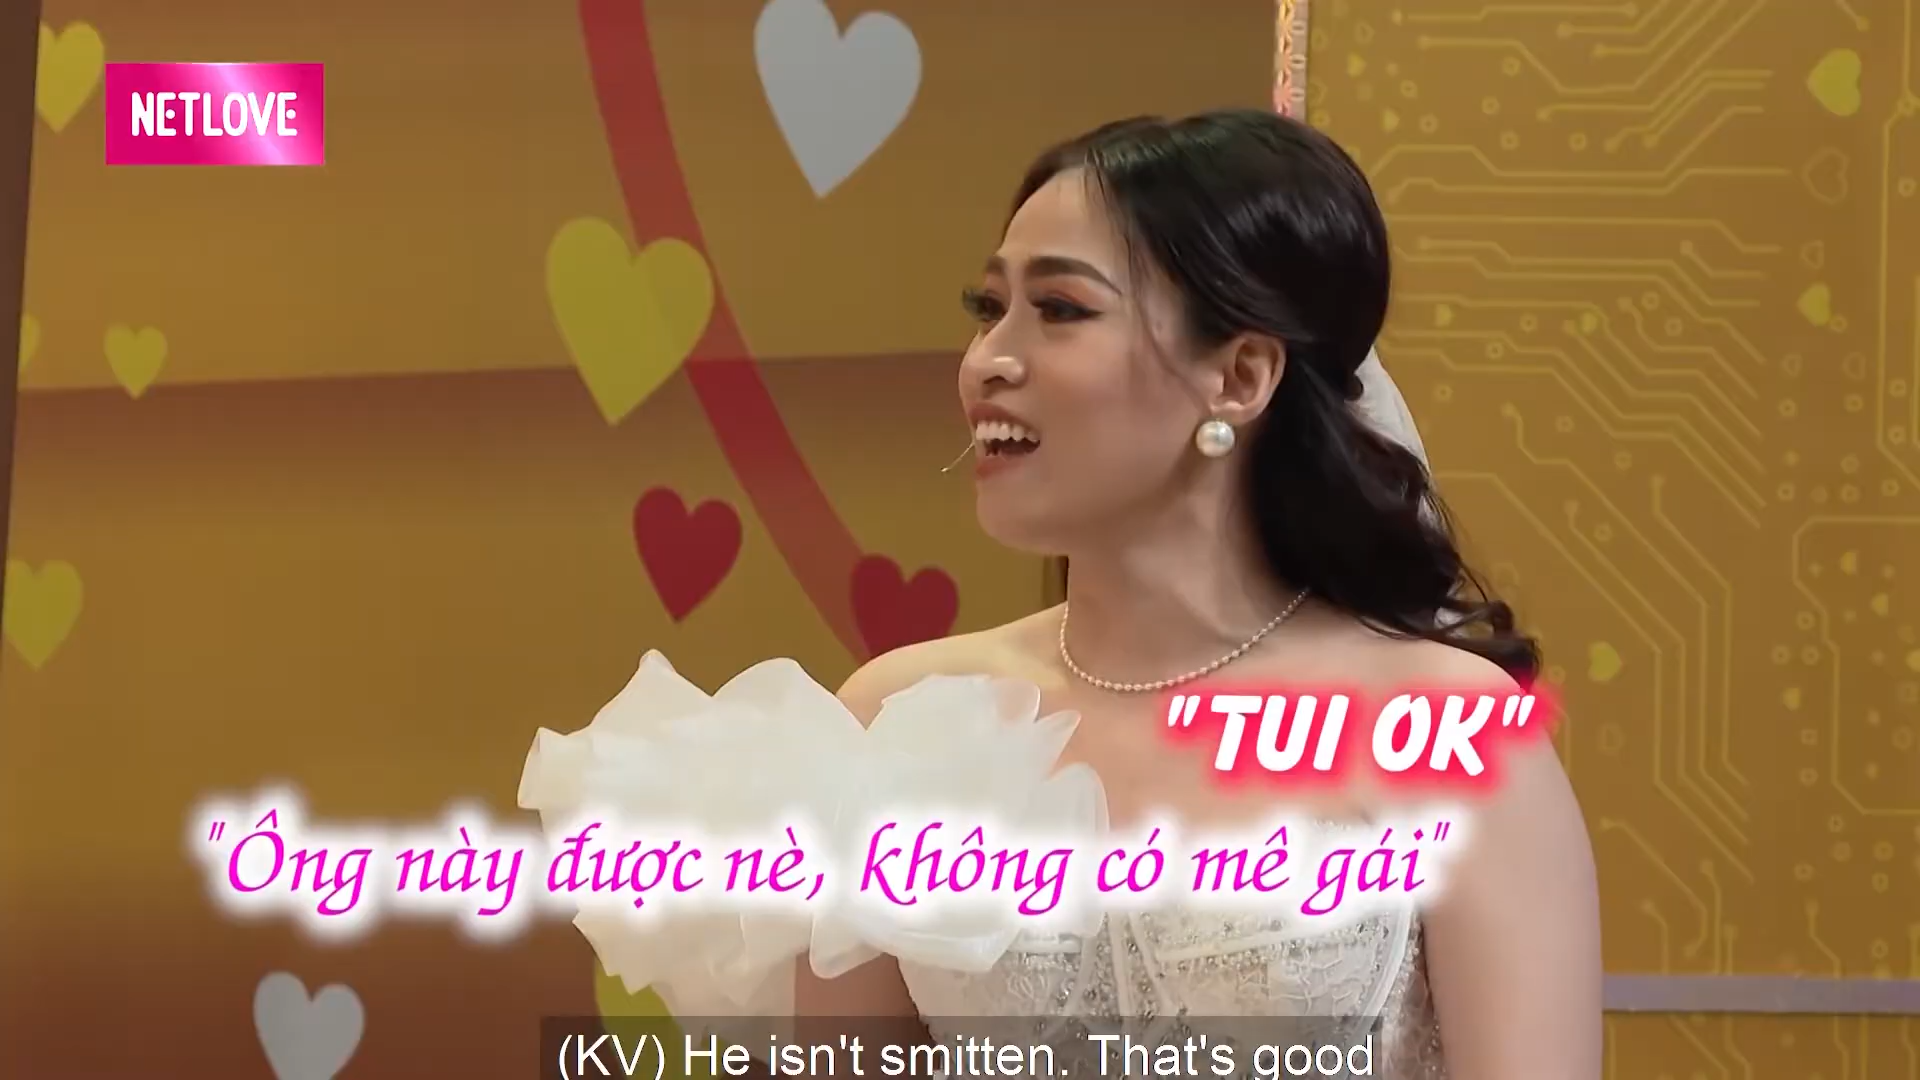 NETLOVE
"TUI OK"
"Ông này được nè, không có mê gái"
(KV) He isn't smitten. That's good